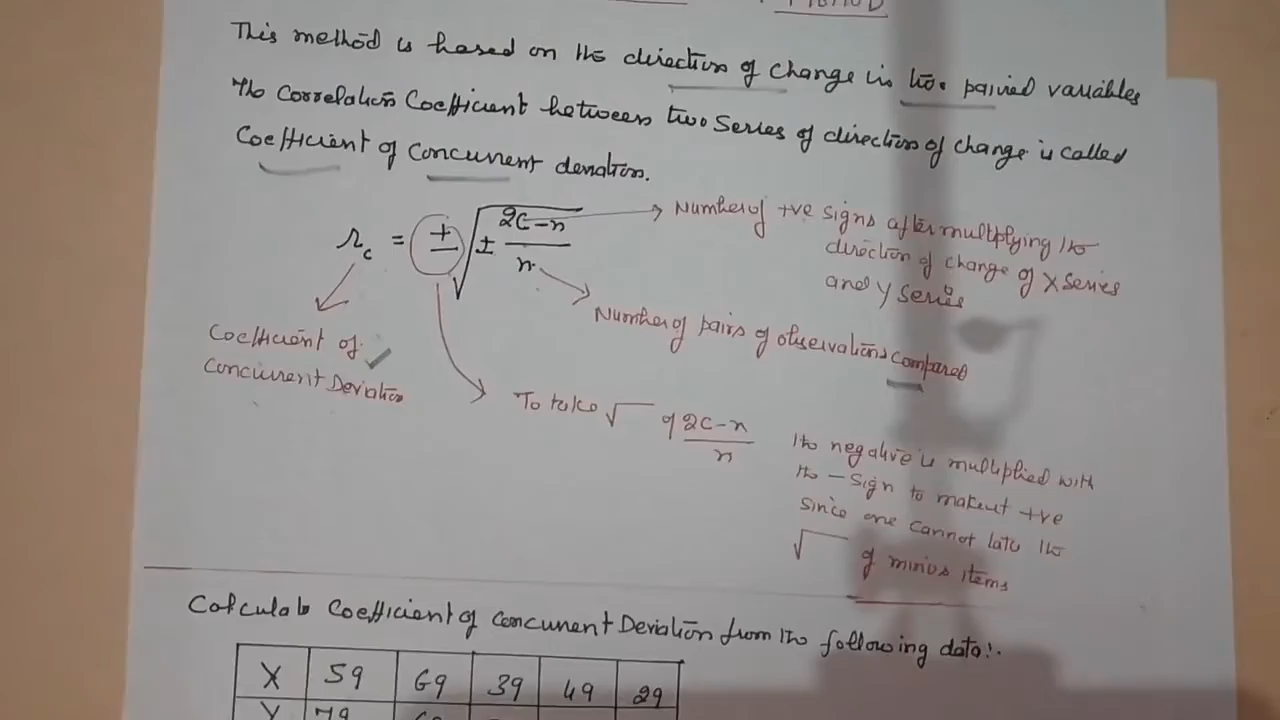 METHOD
This method is based on the direction of change in two paired variables
The Correlation Coefficient between two Series of direction of change is called
Coefficient of Concurrent deviation.
r_c = ± √ ± 2C-n / n
Number of +ve signs after multiplying the
direction of change of X series
and y series
Number of pairs of observations compared
Coefficient of
Concurrent Deviation
To take √ of 2C-n / n
the negative is multiplied with
the - sign to make it +ve
since one cannot take the
√ of minus items
Calculate Coefficient of Concurrent Deviation from the following data:-
X 59 69 39 49 29
Y 79